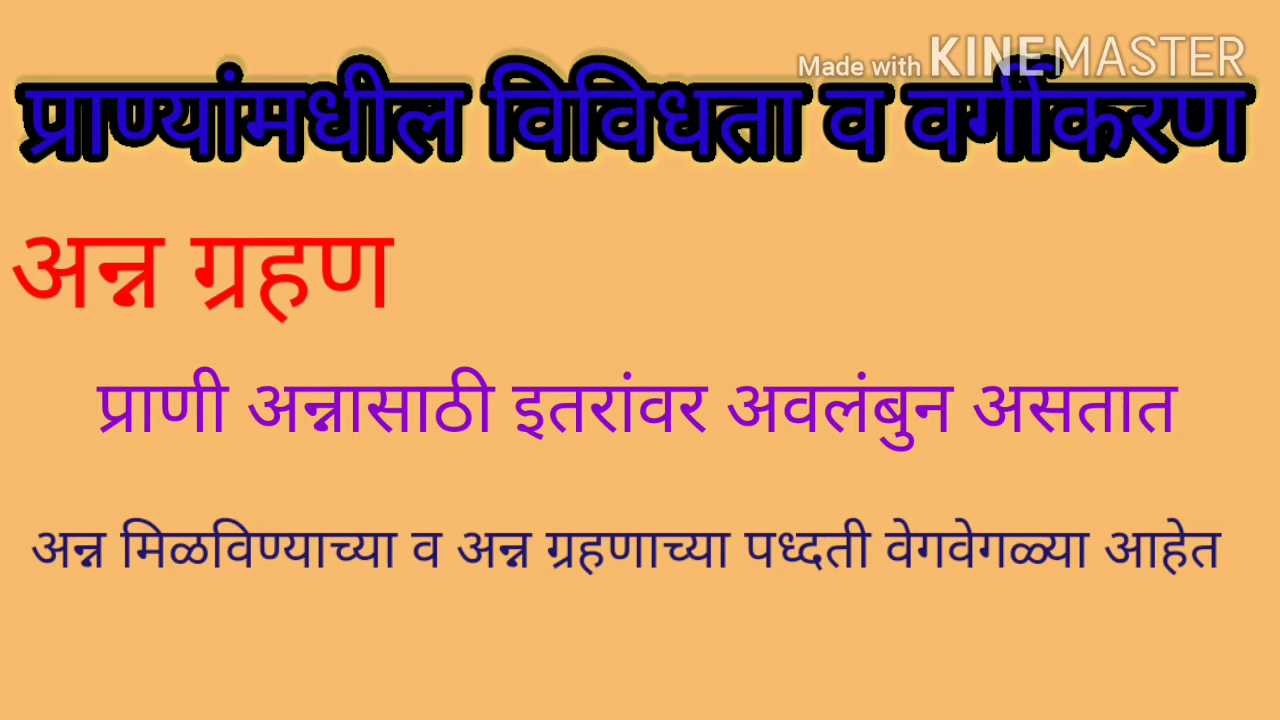 Made with KINEMASTER
प्राण्यांमधील विविधता व वर्गीकरण
अन्न ग्रहण
प्राणी अन्नासाठी इतरांवर अवलंबुन असतात
अन्न मिळविण्याच्या व अन्न ग्रहणाच्या पध्दती वेगवेगळ्या आहेत